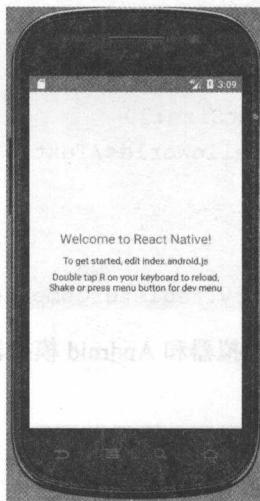 3:09
Welcome to React Native!
To get started, edit index.android.js
Double tap R on your keyboard to reload,
Shake or press menu button for dev menu